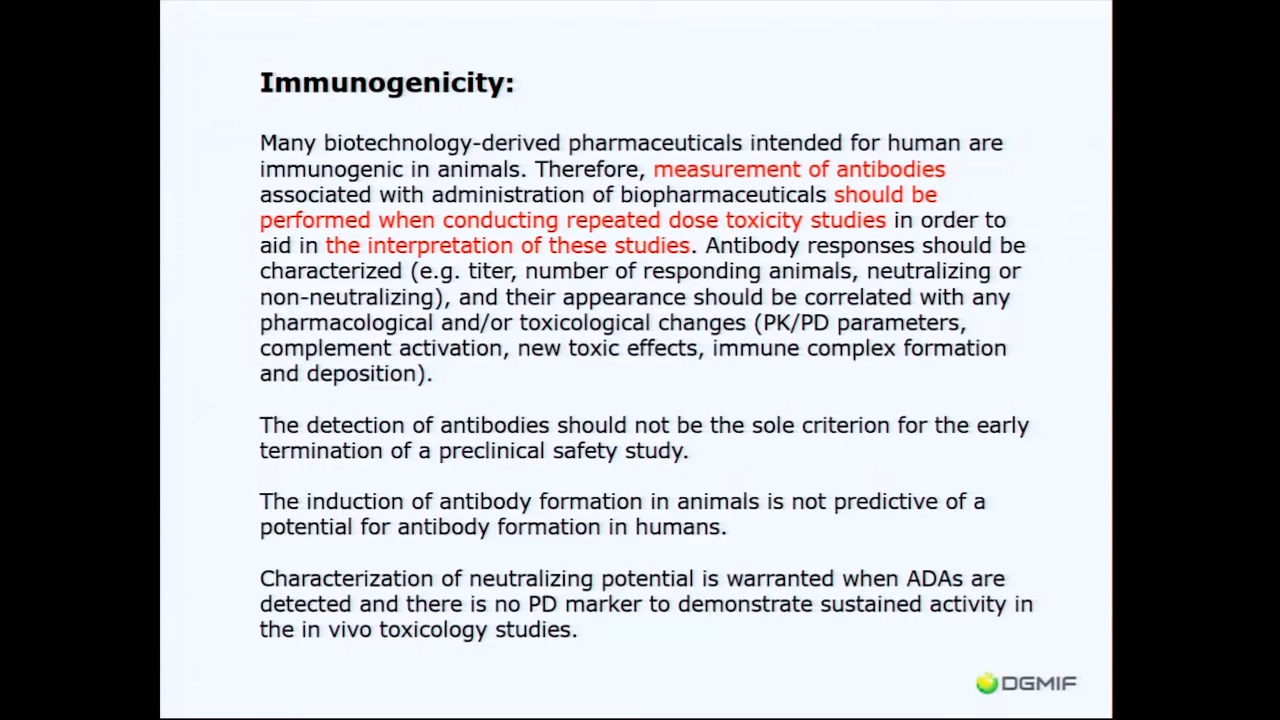 Immunogenicity:
Many biotechnology-derived pharmaceuticals intended for human are
immunogenic in animals. Therefore, measurement of antibodies
associated with administration of biopharmaceuticals should be
performed when conducting repeated dose toxicity studies in order to
aid in the interpretation of these studies. Antibody responses should be
characterized (e.g. titer, number of responding animals, neutralizing or
non-neutralizing), and their appearance should be correlated with any
pharmacological and/or toxicological changes (PK/PD parameters,
complement activation, new toxic effects, immune complex formation
and deposition).
The detection of antibodies should not be the sole criterion for the early
termination of a preclinical safety study.
The induction of antibody formation in animals is not predictive of a
potential for antibody formation in humans.
Characterization of neutralizing potential is warranted when ADAs are
detected and there is no PD marker to demonstrate sustained activity in
the in vivo toxicology studies.
DGMIF